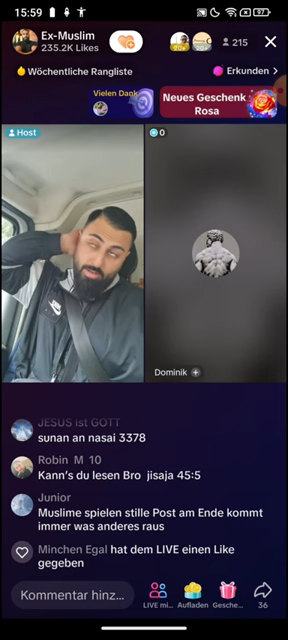 15:59
97
Ex-Muslim
235.2K Likes
215
Wöchentliche Rangliste
Erkunden >
Vielen Dank
Neues Geschenk
Rosa
Host
0
Dominik
JESUS ist GOTT
sunan an nasai 3378
Robin M 10
Kann's du lesen Bro jisaja 45:5
Junior
Muslime spielen stille Post am Ende kommt
immer was anderes raus
Minchen Egal hat dem LIVE einen Like
gegeben
Kommentar hinz...
LIVE mi...
Aufladen
Gesche...
36